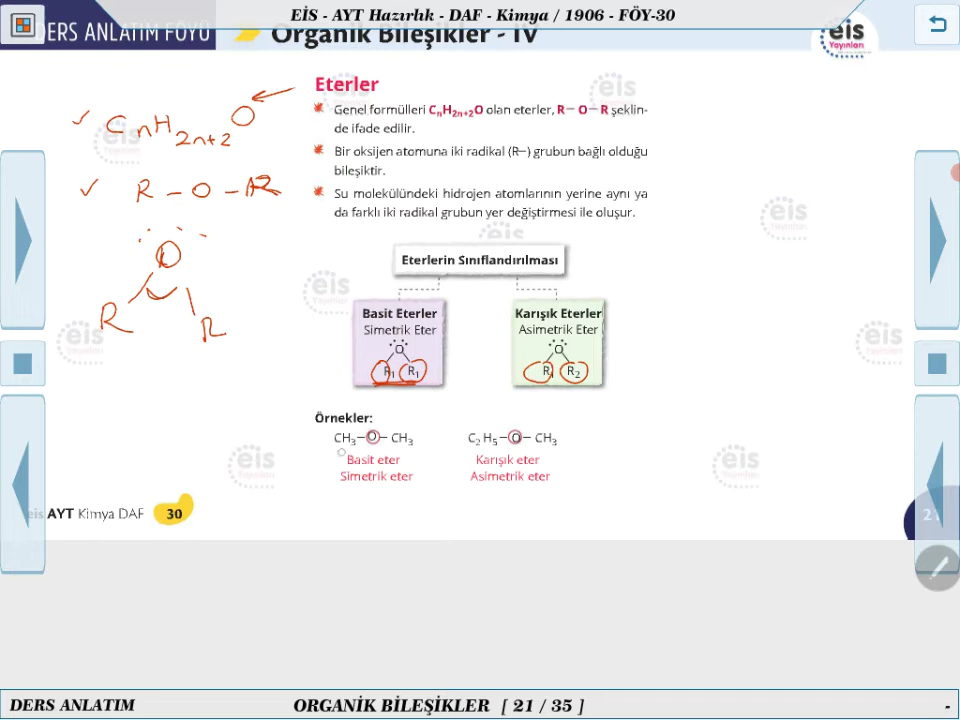 EİS - AYT Hazırlık - DAF - Kimya / 1906 - FÖY-30
DERS ANLATIM FÖYÜ
Organik Bileşikler - IV
eis
Yayınları
Eterler
Genel formülleri CnH2n+2O olan eterler, R–O–R şeklin-
de ifade edilir.
Bir oksijen atomuna iki radikal (R–) grubun bağlı olduğu
bileşiktir.
Su molekülündeki hidrojen atomlarının yerine aynı ya
da farklı iki radikal grubun yer değiştirmesi ile oluşur.
CnH2n+2O
R – O – R
O
R R
Eterlerin Sınıflandırılması
Basit Eterler
Simetrik Eter
O
R1 R1
Karışık Eterler
Asimetrik Eter
O
R1 R2
Örnekler:
CH3–O–CH3
Basit eter
Simetrik eter
C2H5–O–CH3
Karışık eter
Asimetrik eter
eis AYT Kimya DAF 30
DERS ANLATIM
ORGANİK BİLEŞİKLER [ 21 / 35 ]
-